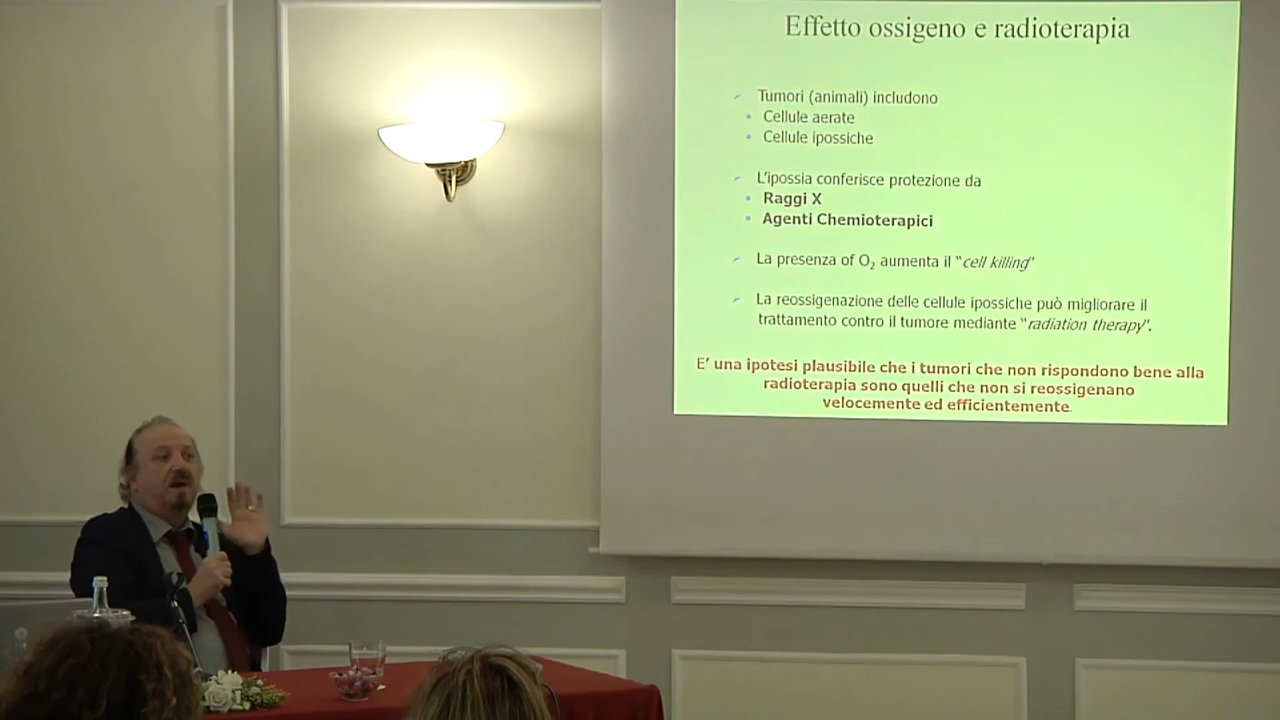 Effetto ossigeno e radioterapia
Tumori (animali) includono
Cellule aerate
Cellule ipossiche
L'ipossia conferisce protezione da
Raggi X
Agenti Chemioterapici
La presenza of O₂ aumenta il "cell killing"
La reossigenazione delle cellule ipossiche può migliorare il
trattamento contro il tumore mediante "radiation therapy".
E' una ipotesi plausibile che i tumori che non rispondono bene alla
radioterapia sono quelli che non si reossigenano
velocemente ed efficientemente.